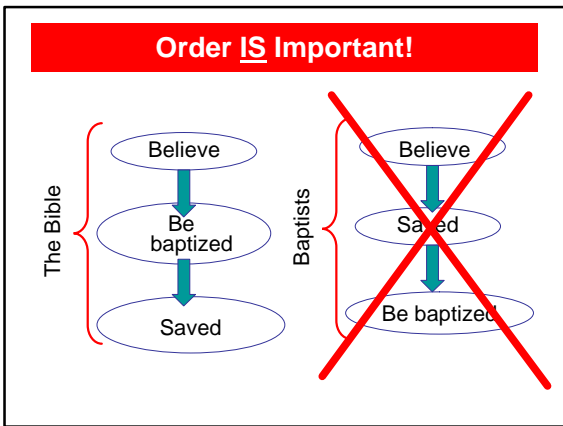 Order IS Important!
The Bible
Believe
Be
baptized
Saved
Baptists
Believe
Saved
Be baptized